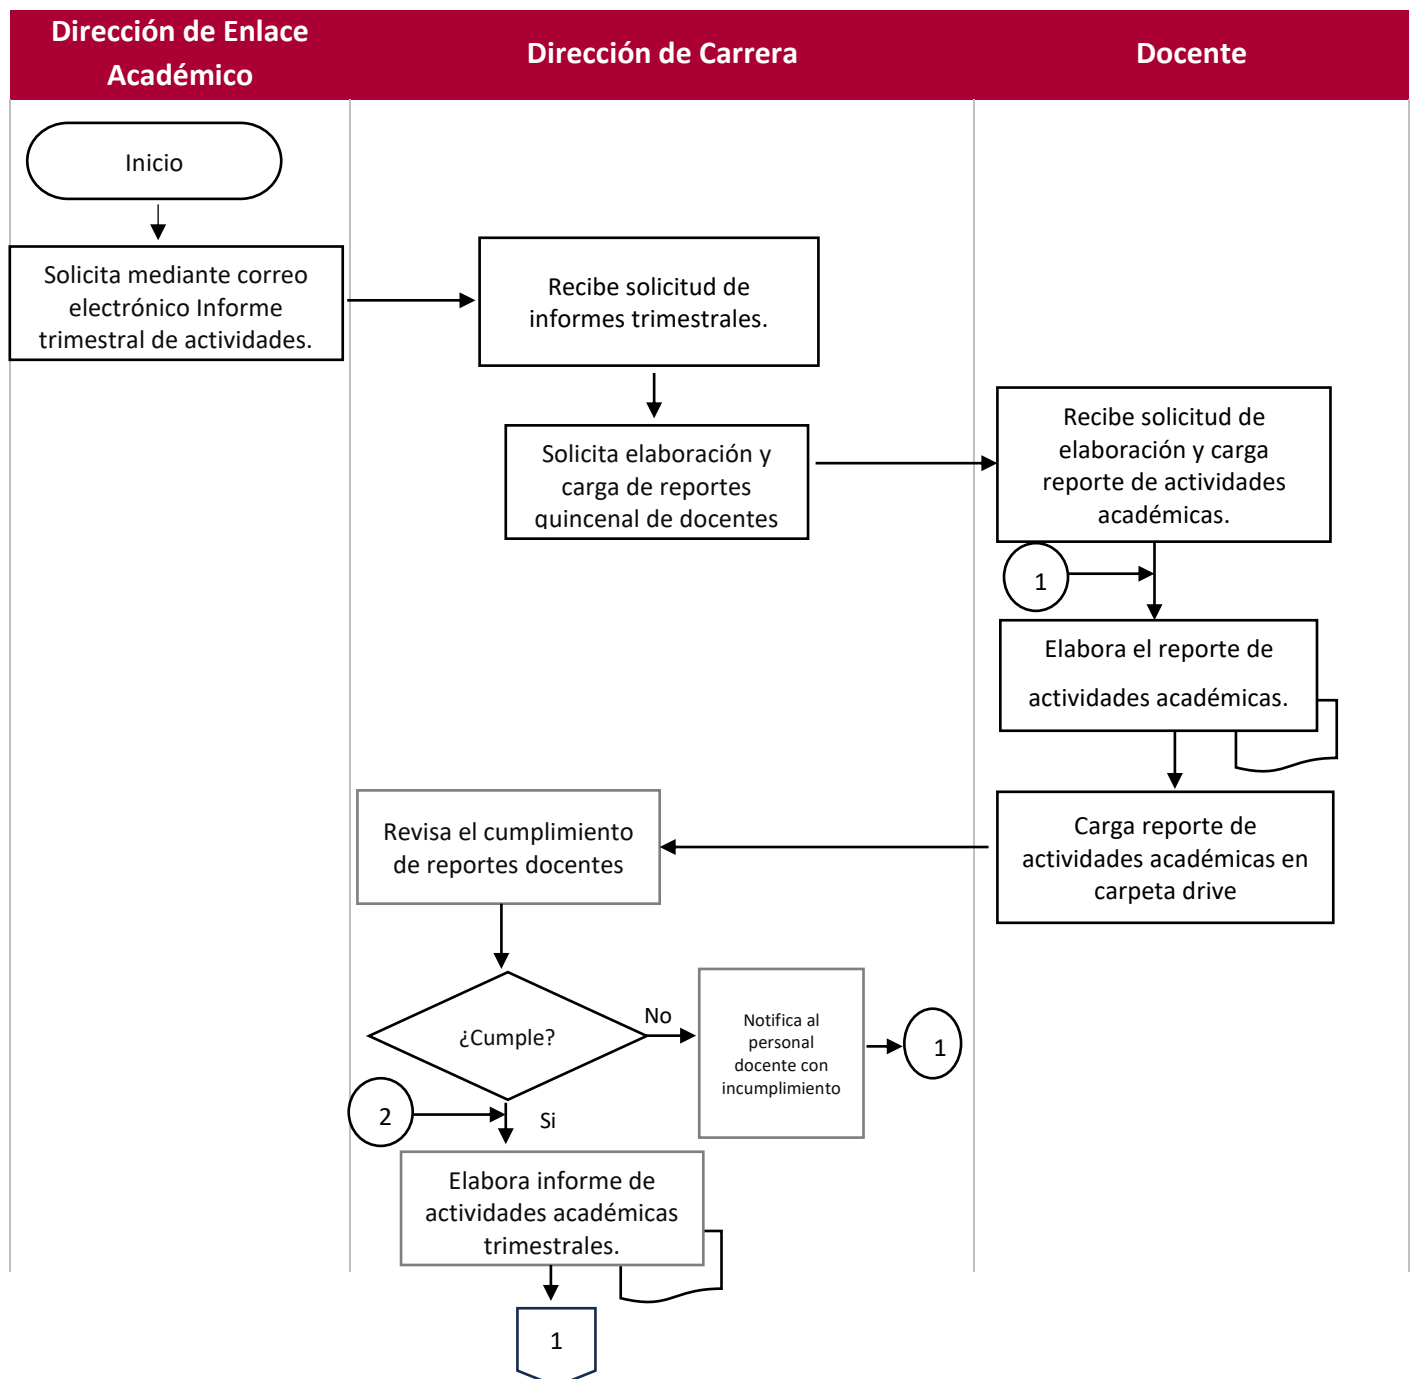 Dirección de Enlace
Académico
Dirección de Carrera
Docente
Inicio
Solicita mediante correo
electrónico Informe
trimestral de actividades.
Recibe solicitud de
informes trimestrales.
Solicita elaboración y
carga de reportes
quincenal de docentes
Recibe solicitud de
elaboración y carga
reporte de actividades
académicas.
1
Elabora el reporte de
actividades académicas.
Carga reporte de
actividades académicas en
carpeta drive
Revisa el cumplimiento
de reportes docentes
¿Cumple?
No
Notifica al
personal
docente con
incumplimiento
1
2
Si
Elabora informe de
actividades académicas
trimestrales.
1